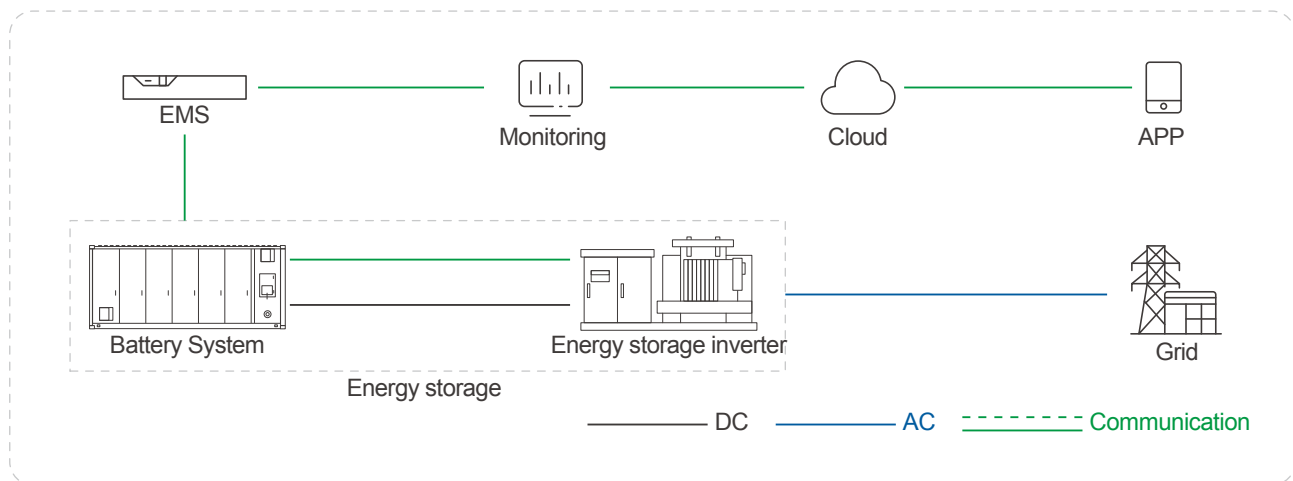 EMS
Monitoring
Cloud
APP
Battery System
Energy storage inverter
Grid
Energy storage
DC
AC
Communication